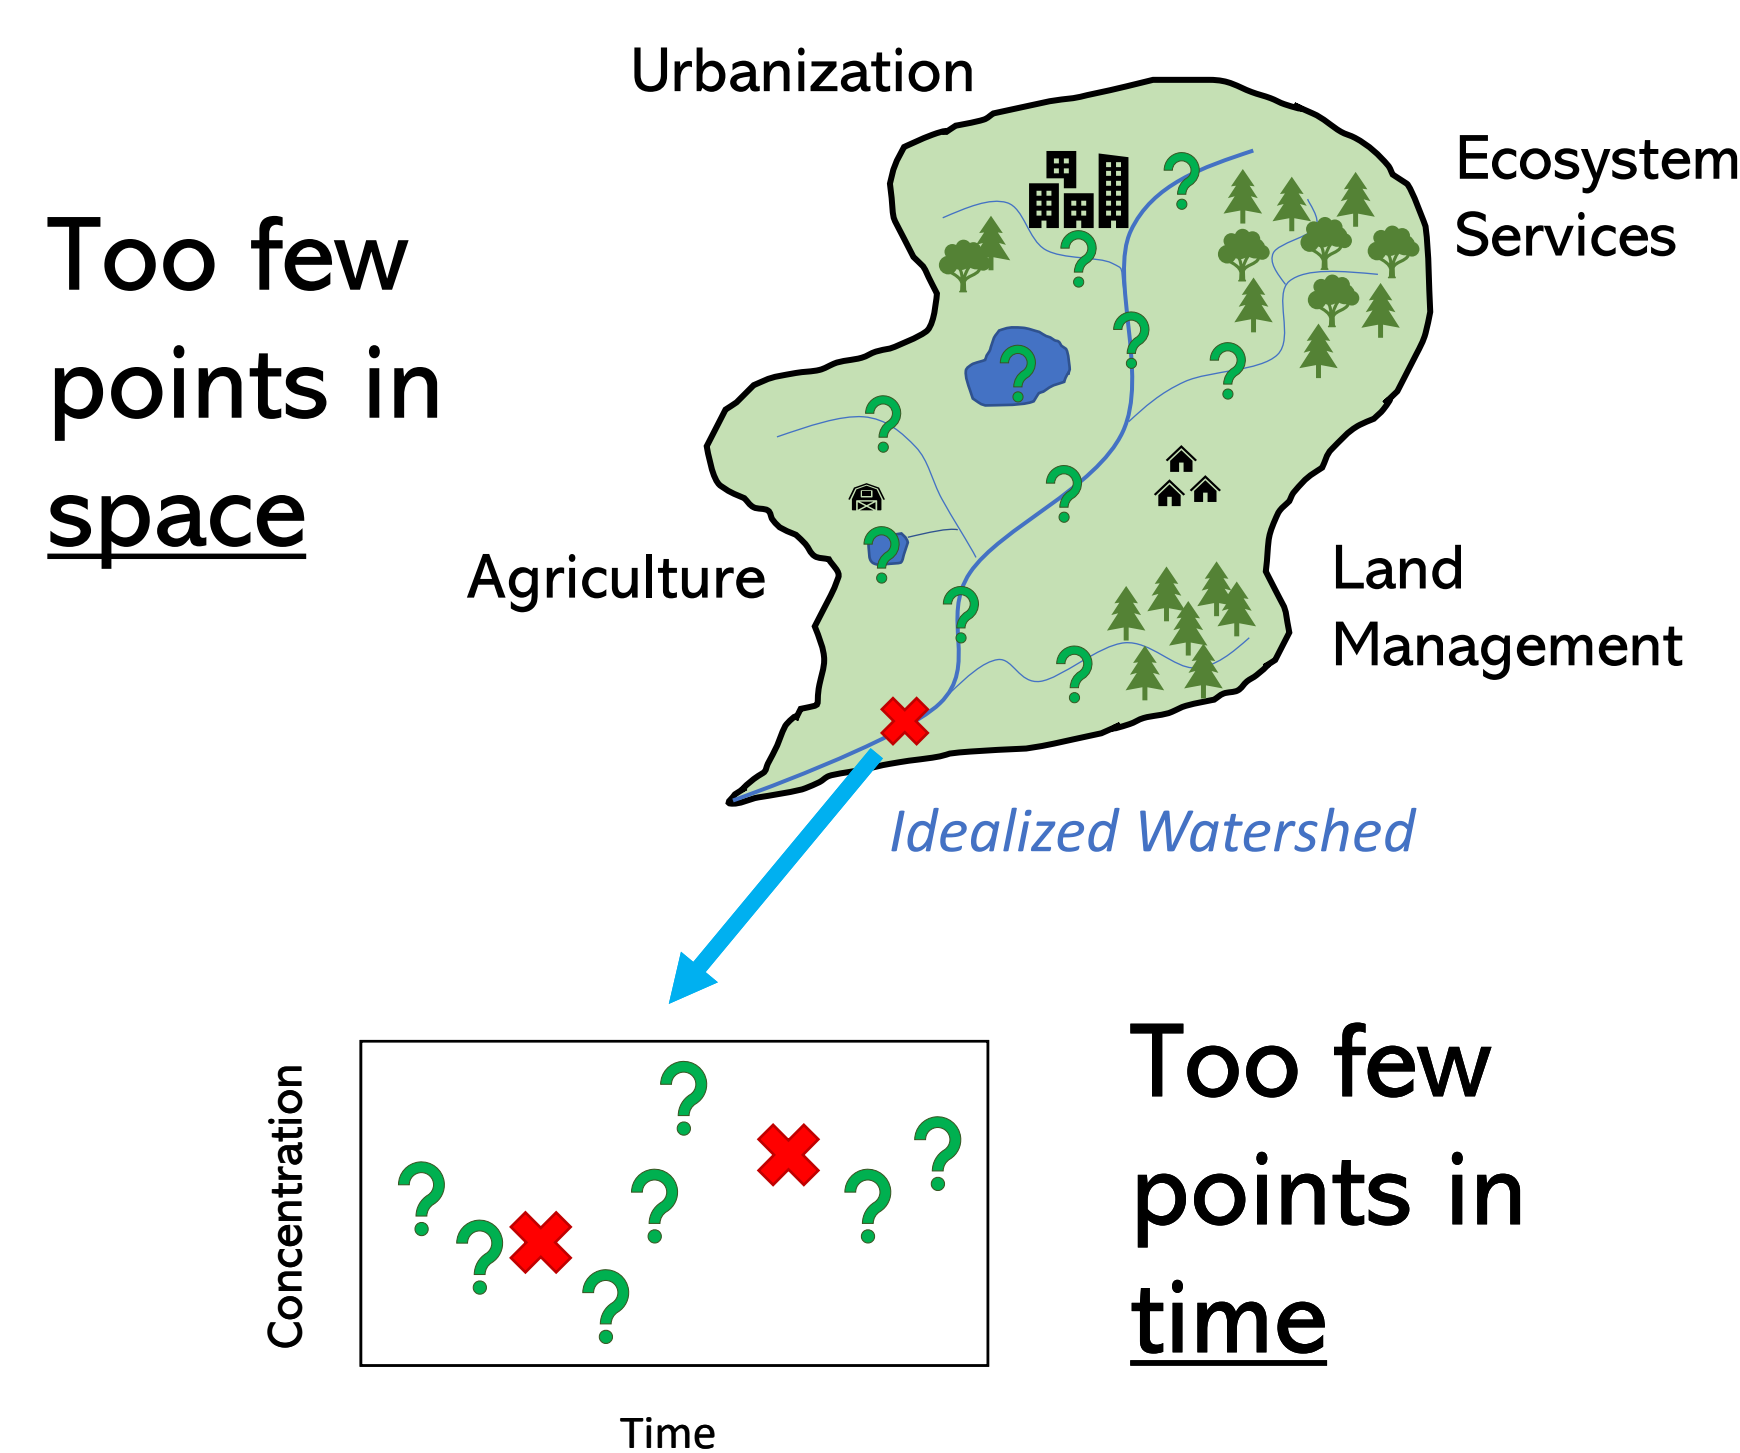 Urbanization
Ecosystem
Services
Too few
points in
space
Agriculture
Land
Management
Idealized Watershed
Too few
points in
time
Concentration
Time